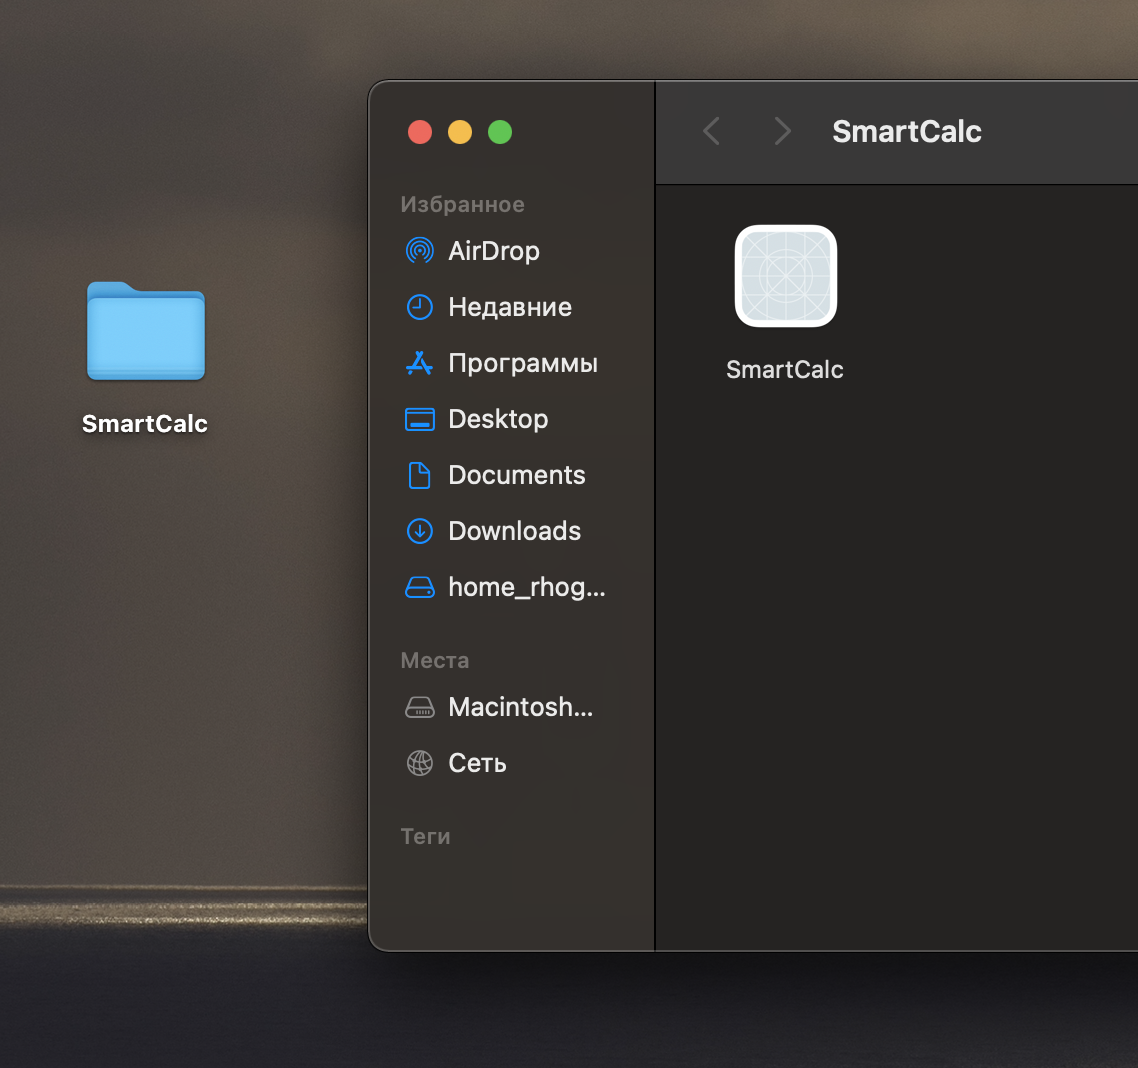 SmartCalc
Избранное
AirDrop
Недавние
Программы
Desktop
Documents
Downloads
home_rhog...
Места
Macintosh...
Сеть
Теги
SmartCalc
SmartCalc